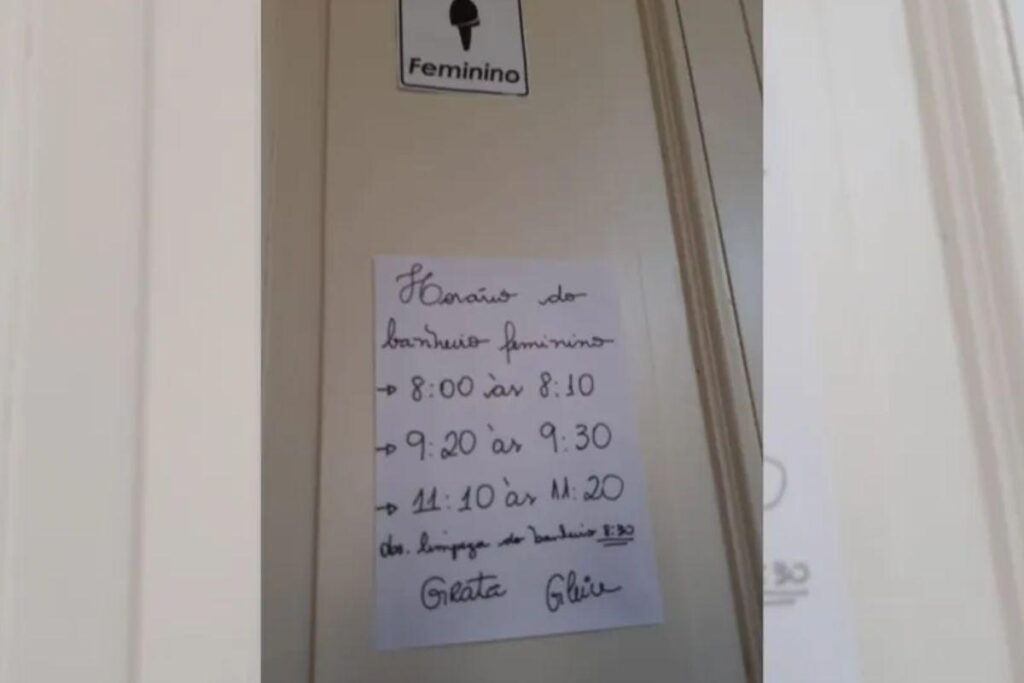 Feminino
Horário do
banheiro feminino
→ 8:00 às 8:10
→ 9:20 às 9:30
→ 11:10 às 11:20
obs. limpeza do banheiro 8:30
Grata Gleice
:30